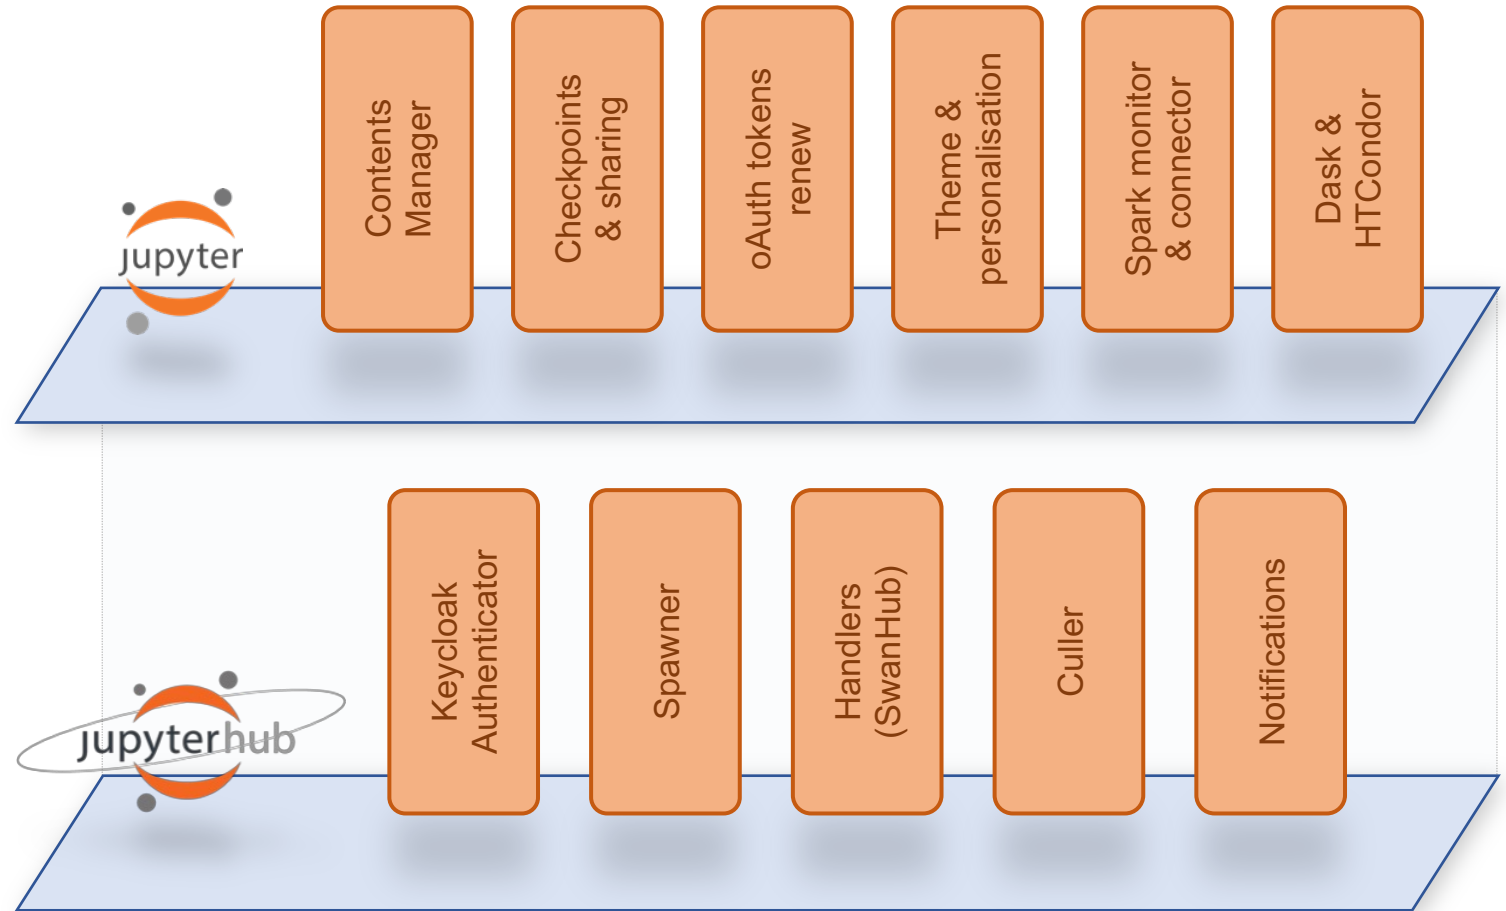 Contents
Manager
Checkpoints
& sharing
oAuth tokens
renew
Theme &
personalisation
Spark monitor
& connector
Dask &
HTCondor
jupyter
Keycloak
Authenticator
Spawner
Handlers
(SwanHub)
Culler
Notifications
jupyterhub